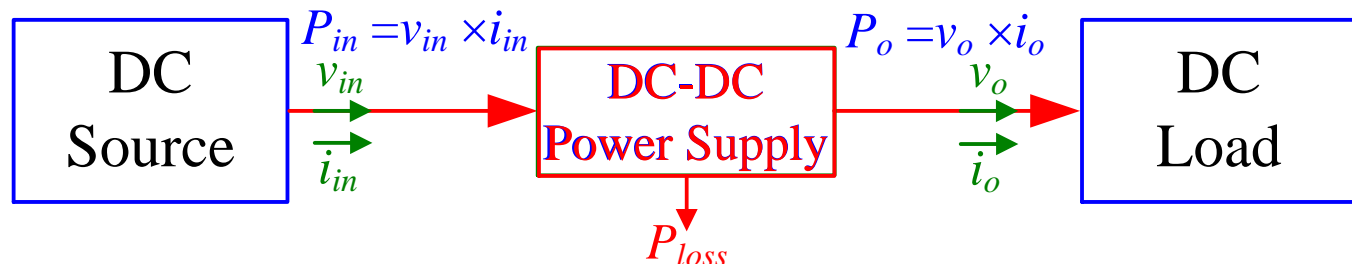 DC
Source
P_in = v_in × i_in
v_in
i_in
DC-DC
Power Supply
P_loss
P_o = v_o × i_o
v_o
i_o
DC
Load